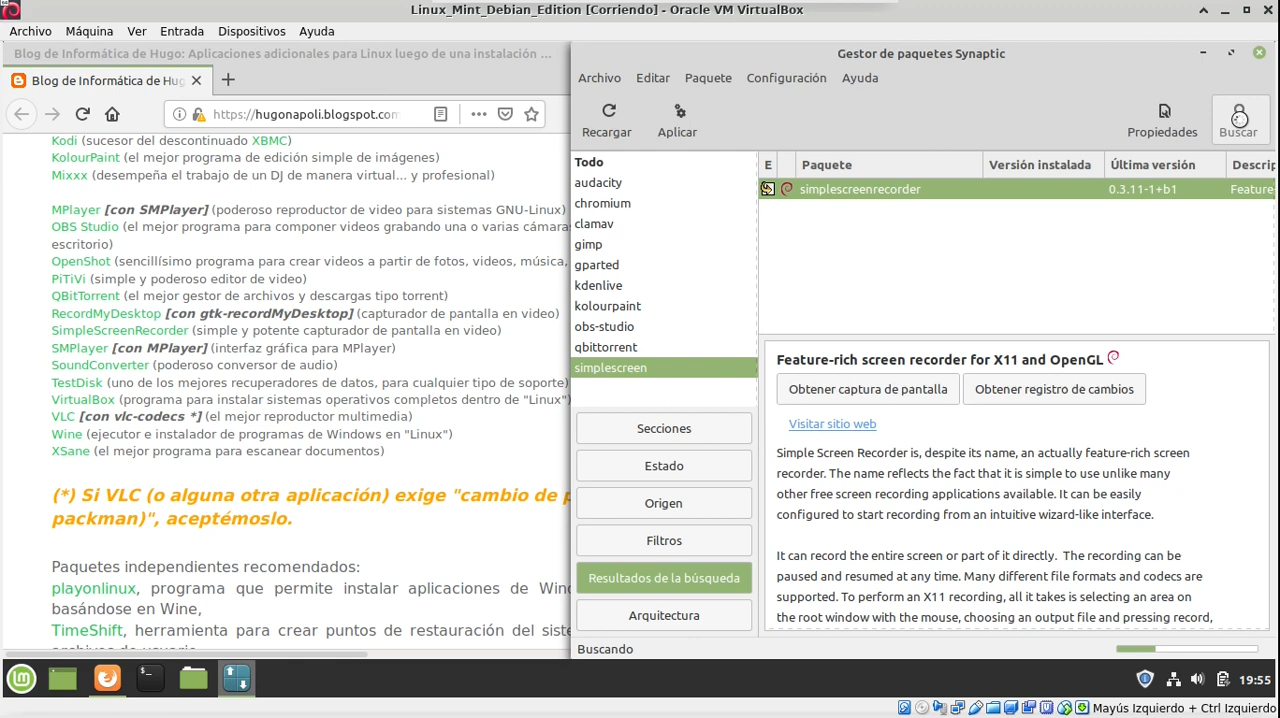 Linux_Mint_Debian_Edition [Corriendo] - Oracle VM VirtualBox
Archivo Máquina Ver Entrada Dispositivos Ayuda
Blog de Informática de Hugo: Aplicaciones adicionales para Linux luego de una instalación ...
Blog de Informática de Hug
https://hugonapoli.blogspot.con
Kodi (sucesor del descontinuado XBMC)
KolourPaint (el mejor programa de edición simple de imágenes)
Mixxx (desempeña el trabajo de un DJ de manera virtual... y profesional)
MPlayer [con SMPlayer] (poderoso reproductor de video para sistemas GNU-Linux)
OBS Studio (el mejor programa para componer videos grabando una o varias cámaras
escritorio)
OpenShot (sencillísimo programa para crear videos a partir de fotos, videos, música,
PiTiVi (simple y poderoso editor de video)
QBitTorrent (el mejor gestor de archivos y descargas tipo torrent)
RecordMyDesktop [con gtk-recordMyDesktop] (capturador de pantalla en video)
SimpleScreenRecorder (simple y potente capturador de pantalla en video)
SMPlayer [con MPlayer] (interfaz gráfica para MPlayer)
SoundConverter (poderoso conversor de audio)
TestDisk (uno de los mejores recuperadores de datos, para cualquier tipo de soporte)
VirtualBox (programa para instalar sistemas operativos completos dentro de "Linux")
VLC [con vlc-codecs *] (el mejor reproductor multimedia)
Wine (ejecutor e instalador de programas de Windows en "Linux")
XSane (el mejor programa para escanear documentos)
(*) Si VLC (o alguna otra aplicación) exige "cambio de p
packman)", aceptémoslo.
Paquetes independientes recomendados:
playonlinux, programa que permite instalar aplicaciones de Wind
basándose en Wine,
TimeShift, herramienta para crear puntos de restauración del siste
archivos de usuario
Gestor de paquetes Synaptic
Archivo Editar Paquete Configuración Ayuda
Recargar Aplicar Propiedades Buscar
Todo
audacity
chromium
clamav
gimp
gparted
kdenlive
kolourpaint
obs-studio
qbittorrent
simplescreen
Secciones
Estado
Origen
Filtros
Resultados de la búsqueda
Arquitectura
E Paquete Versión instalada Última versión Descrip
simplescreenrecorder 0.3.11-1+b1 Feature
Feature-rich screen recorder for X11 and OpenGL
Obtener captura de pantalla Obtener registro de cambios
Visitar sitio web
Simple Screen Recorder is, despite its name, an actually feature-rich screen
recorder. The name reflects the fact that it is simple to use unlike many
other free screen recording applications available. It can be easily
configured to start recording from an intuitive wizard-like interface.
It can record the entire screen or part of it directly. The recording can be
paused and resumed at any time. Many different file formats and codecs are
supported. To perform an X11 recording, all it takes is selecting an area on
the root window with the mouse, choosing an output file and pressing record,
Buscando
19:55
Mayús Izquierdo + Ctrl Izquierdo